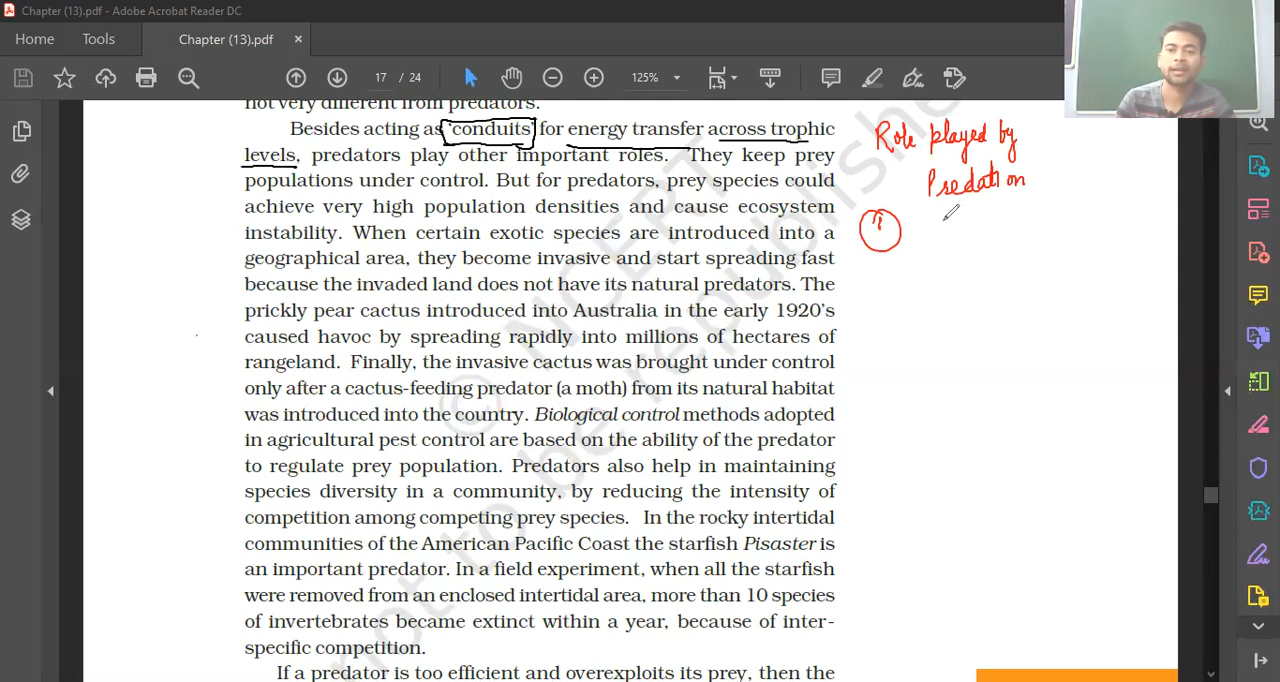 Chapter (13).pdf - Adobe Acrobat Reader DC
Home Tools Chapter (13).pdf ×
17 / 24 125%
not very different from predators.
Besides acting as ‘conduits’ for energy transfer across trophic
levels, predators play other important roles. They keep prey
populations under control. But for predators, prey species could
achieve very high population densities and cause ecosystem
instability. When certain exotic species are introduced into a
geographical area, they become invasive and start spreading fast
because the invaded land does not have its natural predators. The
prickly pear cactus introduced into Australia in the early 1920’s
caused havoc by spreading rapidly into millions of hectares of
rangeland. Finally, the invasive cactus was brought under control
only after a cactus-feeding predator (a moth) from its natural habitat
was introduced into the country. Biological control methods adopted
in agricultural pest control are based on the ability of the predator
to regulate prey population. Predators also help in maintaining
species diversity in a community, by reducing the intensity of
competition among competing prey species. In the rocky intertidal
communities of the American Pacific Coast the starfish Pisaster is
an important predator. In a field experiment, when all the starfish
were removed from an enclosed intertidal area, more than 10 species
of invertebrates became extinct within a year, because of inter-
specific competition.
If a predator is too efficient and overexploits its prey, then the
© NCERT
not to be republished
Role played by
Predation
1